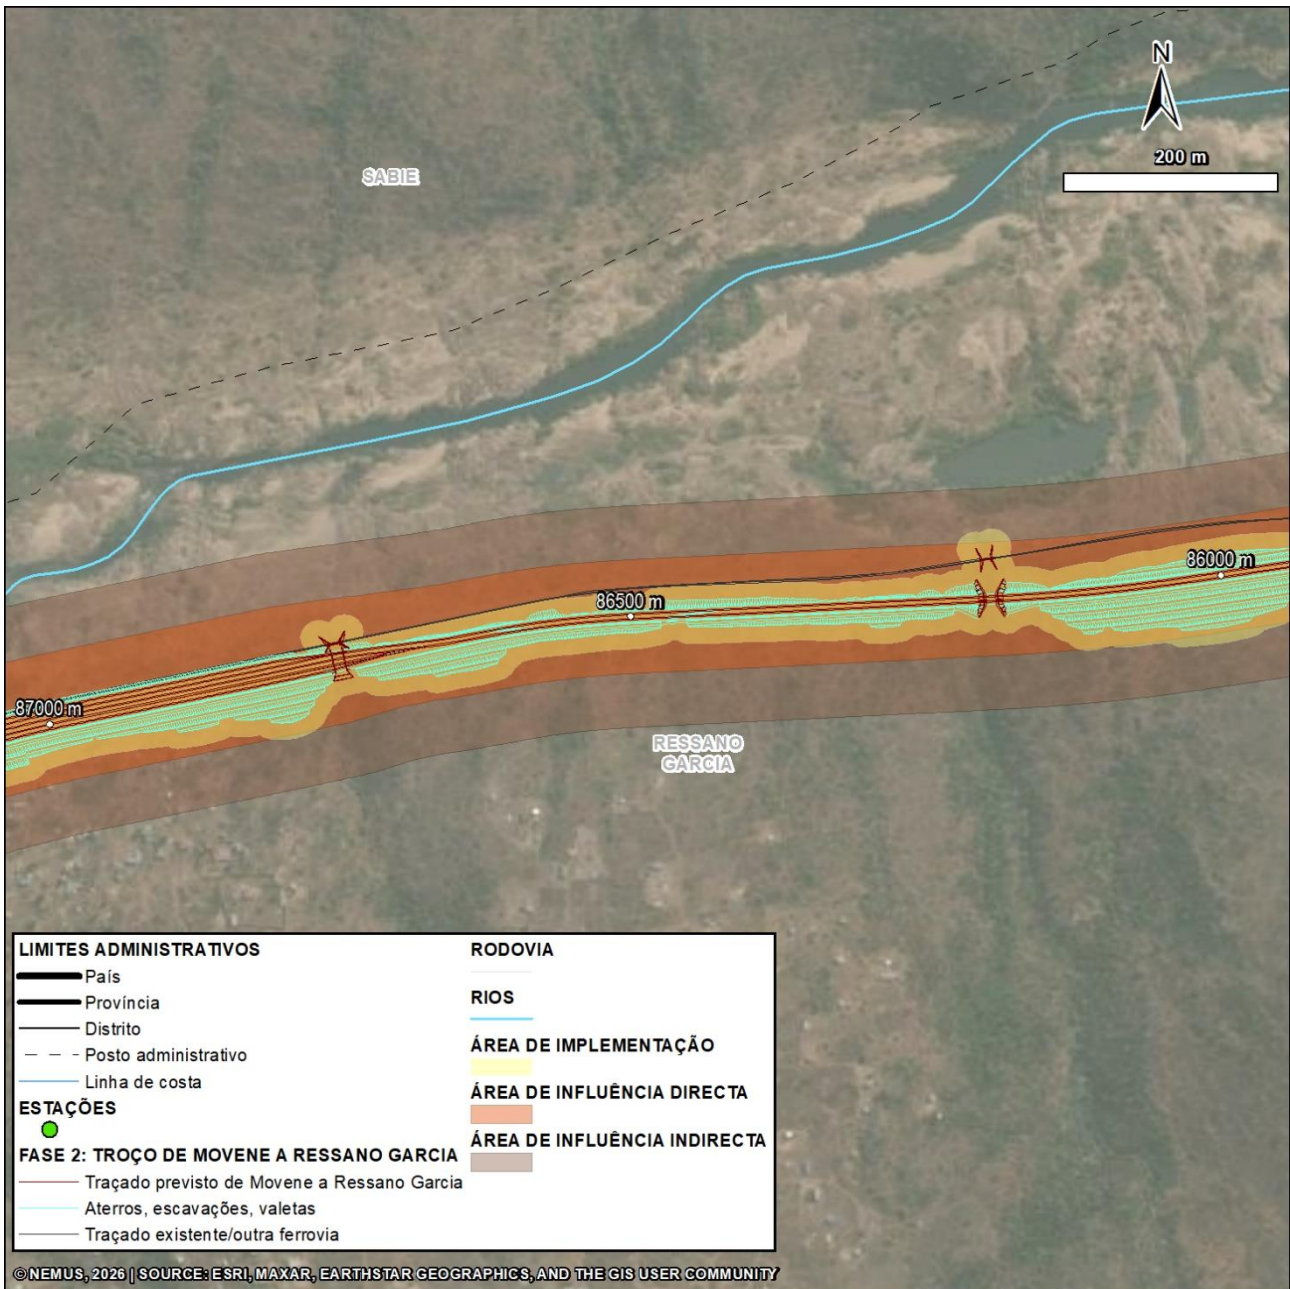 N
200 m
SABIE
86000 m
86500 m
87000 m
RESSANO
GARCIA
LIMITES ADMINISTRATIVOS
País
Província
Distrito
Posto administrativo
Linha de costa
ESTAÇÕES
FASE 2: TROÇO DE MOVENE A RESSANO GARCIA
Traçado previsto de Movene a Ressano Garcia
Aterros, escavações, valetas
Traçado existente/outra ferrovia
RODOVIA
RIOS
ÁREA DE IMPLEMENTAÇÃO
ÁREA DE INFLUÊNCIA DIRECTA
ÁREA DE INFLUÊNCIA INDIRECTA
© NEMUS, 2026 | SOURCE: ESRI, MAXAR, EARTHSTAR GEOGRAPHICS, AND THE GIS USER COMMUNITY